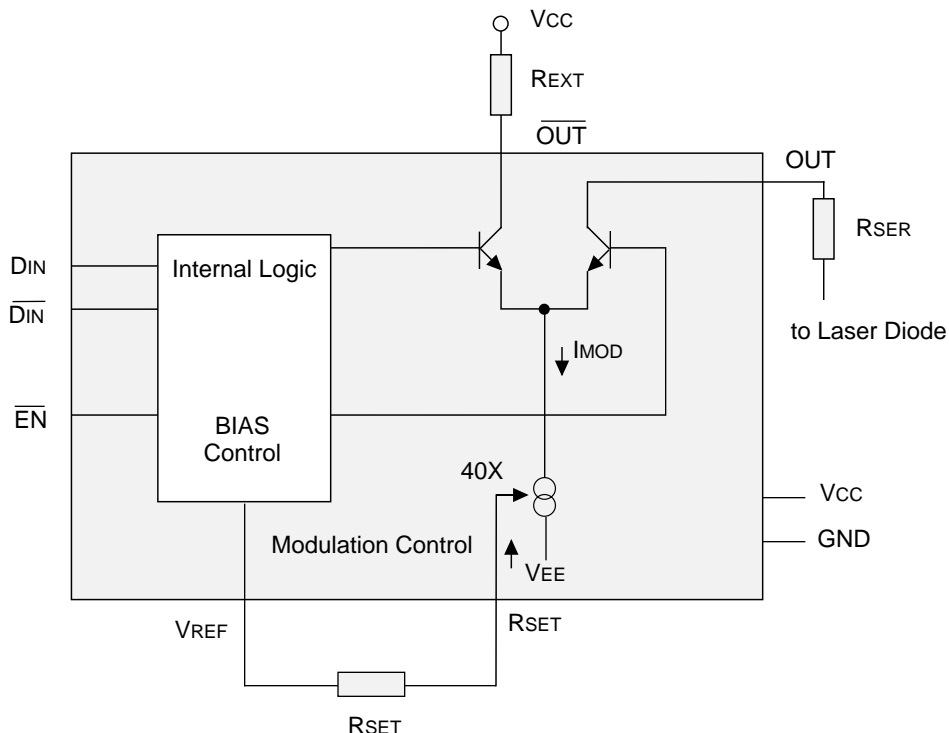 VCC
REXT
OUT
OUT
RSER
DIN
Internal Logic
DIN
to Laser Diode
IMOD
EN
BIAS
Control
40X
VCC
Modulation Control
GND
VEE
VREF
RSET
RSET